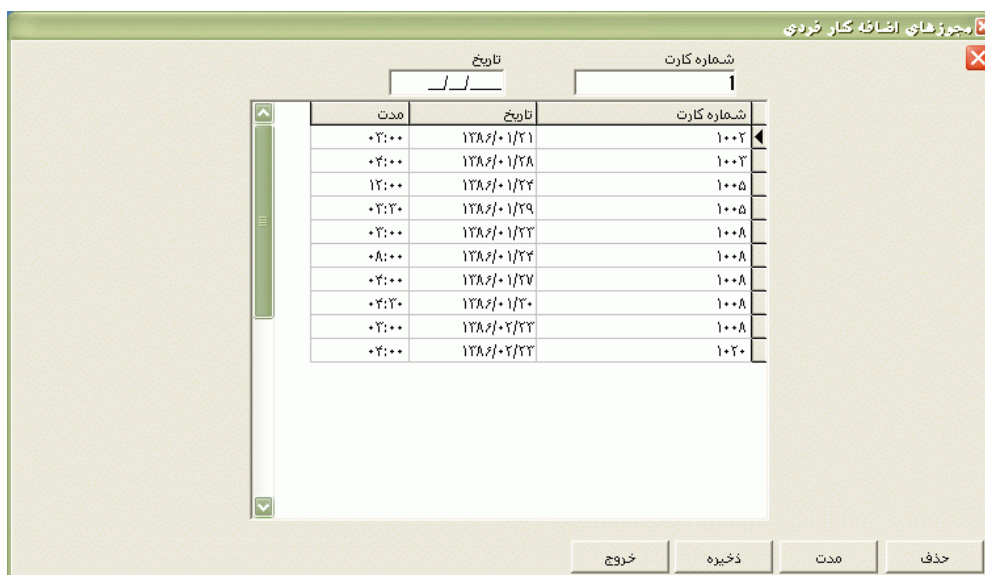 مجوزهای اضافه کار فردی
شماره کارت تاریخ
1 __/__/____
شماره کارت تاریخ مدت
۱۰۰۲ ۱۳۸۶/۰۱/۲۱ ۰۳:۰۰
۱۰۰۳ ۱۳۸۶/۰۱/۲۸ ۰۴:۰۰
۱۰۰۵ ۱۳۸۶/۰۱/۲۴ ۱۲:۰۰
۱۰۰۵ ۱۳۸۶/۰۱/۲۹ ۰۳:۳۰
۱۰۰۸ ۱۳۸۶/۰۱/۲۳ ۰۳:۰۰
۱۰۰۸ ۱۳۸۶/۰۱/۲۴ ۰۸:۰۰
۱۰۰۸ ۱۳۸۶/۰۱/۲۷ ۰۴:۰۰
۱۰۰۸ ۱۳۸۶/۰۱/۳۰ ۰۴:۳۰
۱۰۰۸ ۱۳۸۶/۰۲/۲۳ ۰۳:۰۰
۱۰۲۰ ۱۳۸۶/۰۲/۲۳ ۰۴:۰۰
حذف مدت ذخیره خروج